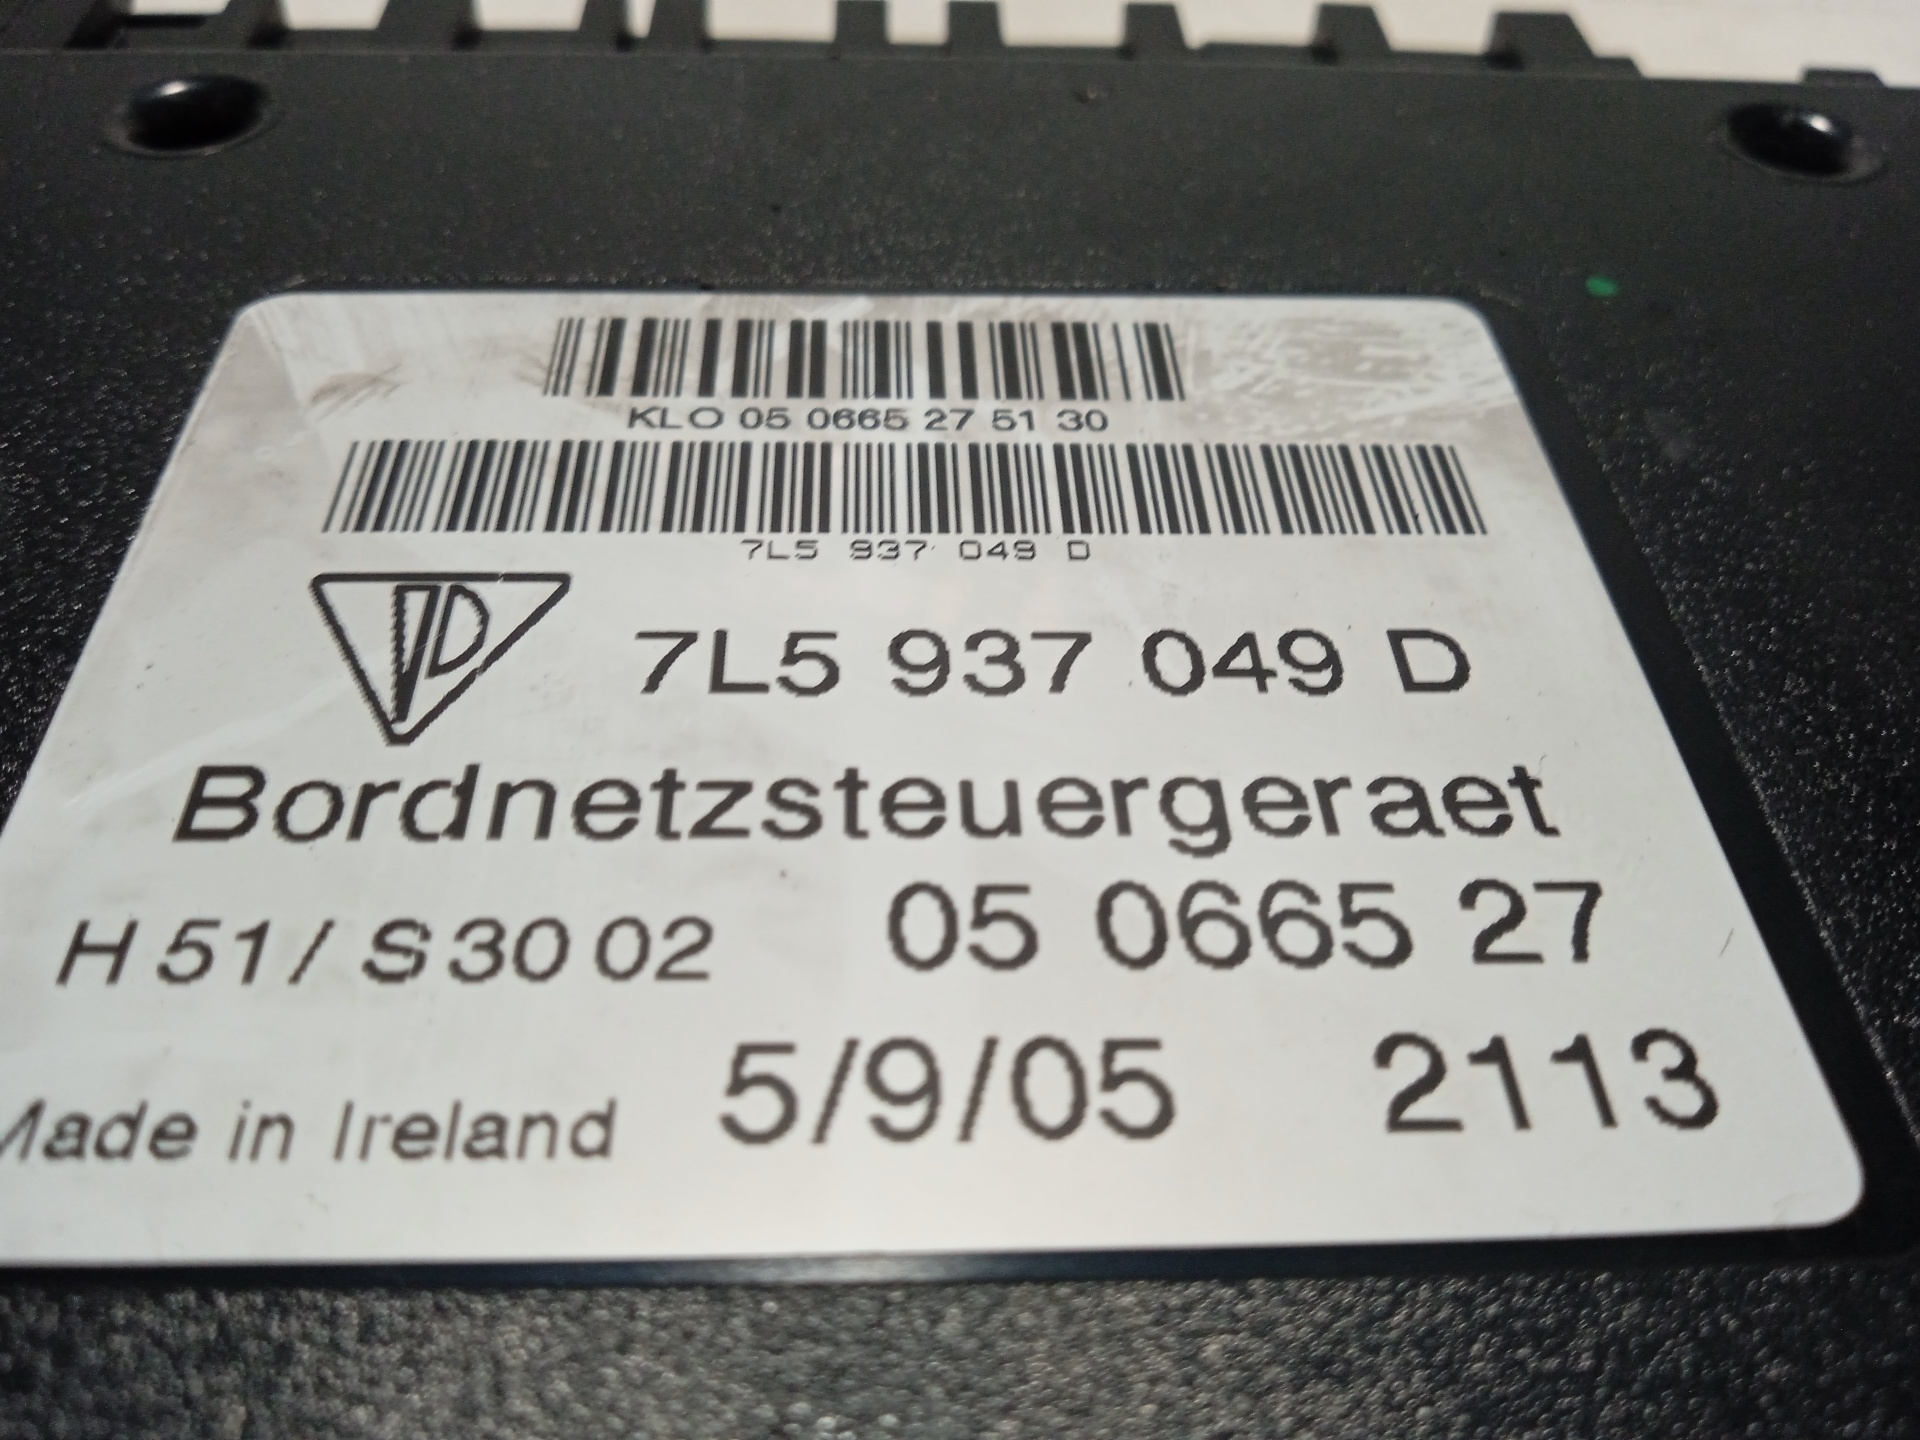 KLO 05 0665 27 51 30
7L5 937 049 D
7L5 937 049 D
Bordnetzsteuergeraet
H 51 / S 30 02 05 0665 27
Made in Ireland 5/9/05 2113